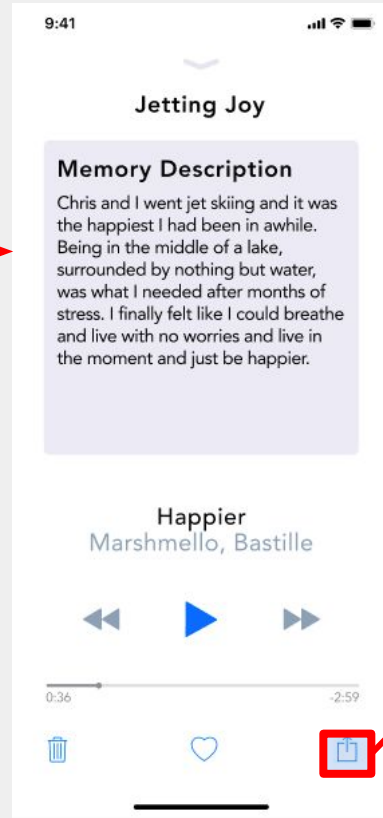 9:41
Jetting Joy
Memory Description
Chris and I went jet skiing and it was
the happiest I had been in awhile.
Being in the middle of a lake,
surrounded by nothing but water,
was what I needed after months of
stress. I finally felt like I could breathe
and live with no worries and live in
the moment and just be happier.
Happier
Marshmello, Bastille
0:36
-2:59